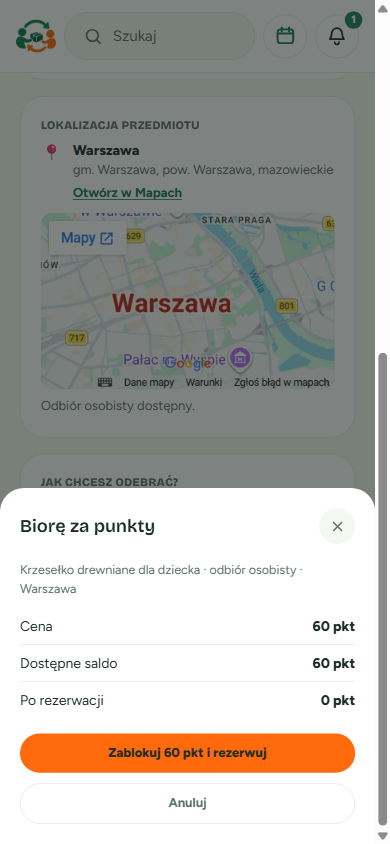 Szukaj
1
LOKALIZACJA PRZEDMIOTU
Warszawa
gm. Warszawa, pow. Warszawa, mazowieckie
Otwórz w Mapach
w Warszawie
STARA PRAGA
Mapy
629
Wisła
Warszawa
801
717
Pałac na Wyspie
Google
Dane mapy
Warunki
Zgłoś błąd w mapach
Odbiór osobisty dostępny.
JAK CHCESZ ODEBRAĆ?
Biorę za punkty
Krzesełko drewniane dla dziecka · odbiór osobisty ·
Warszawa
Cena 60 pkt
Dostępne saldo 60 pkt
Po rezerwacji 0 pkt
Zablokuj 60 pkt i rezerwuj
Anuluj